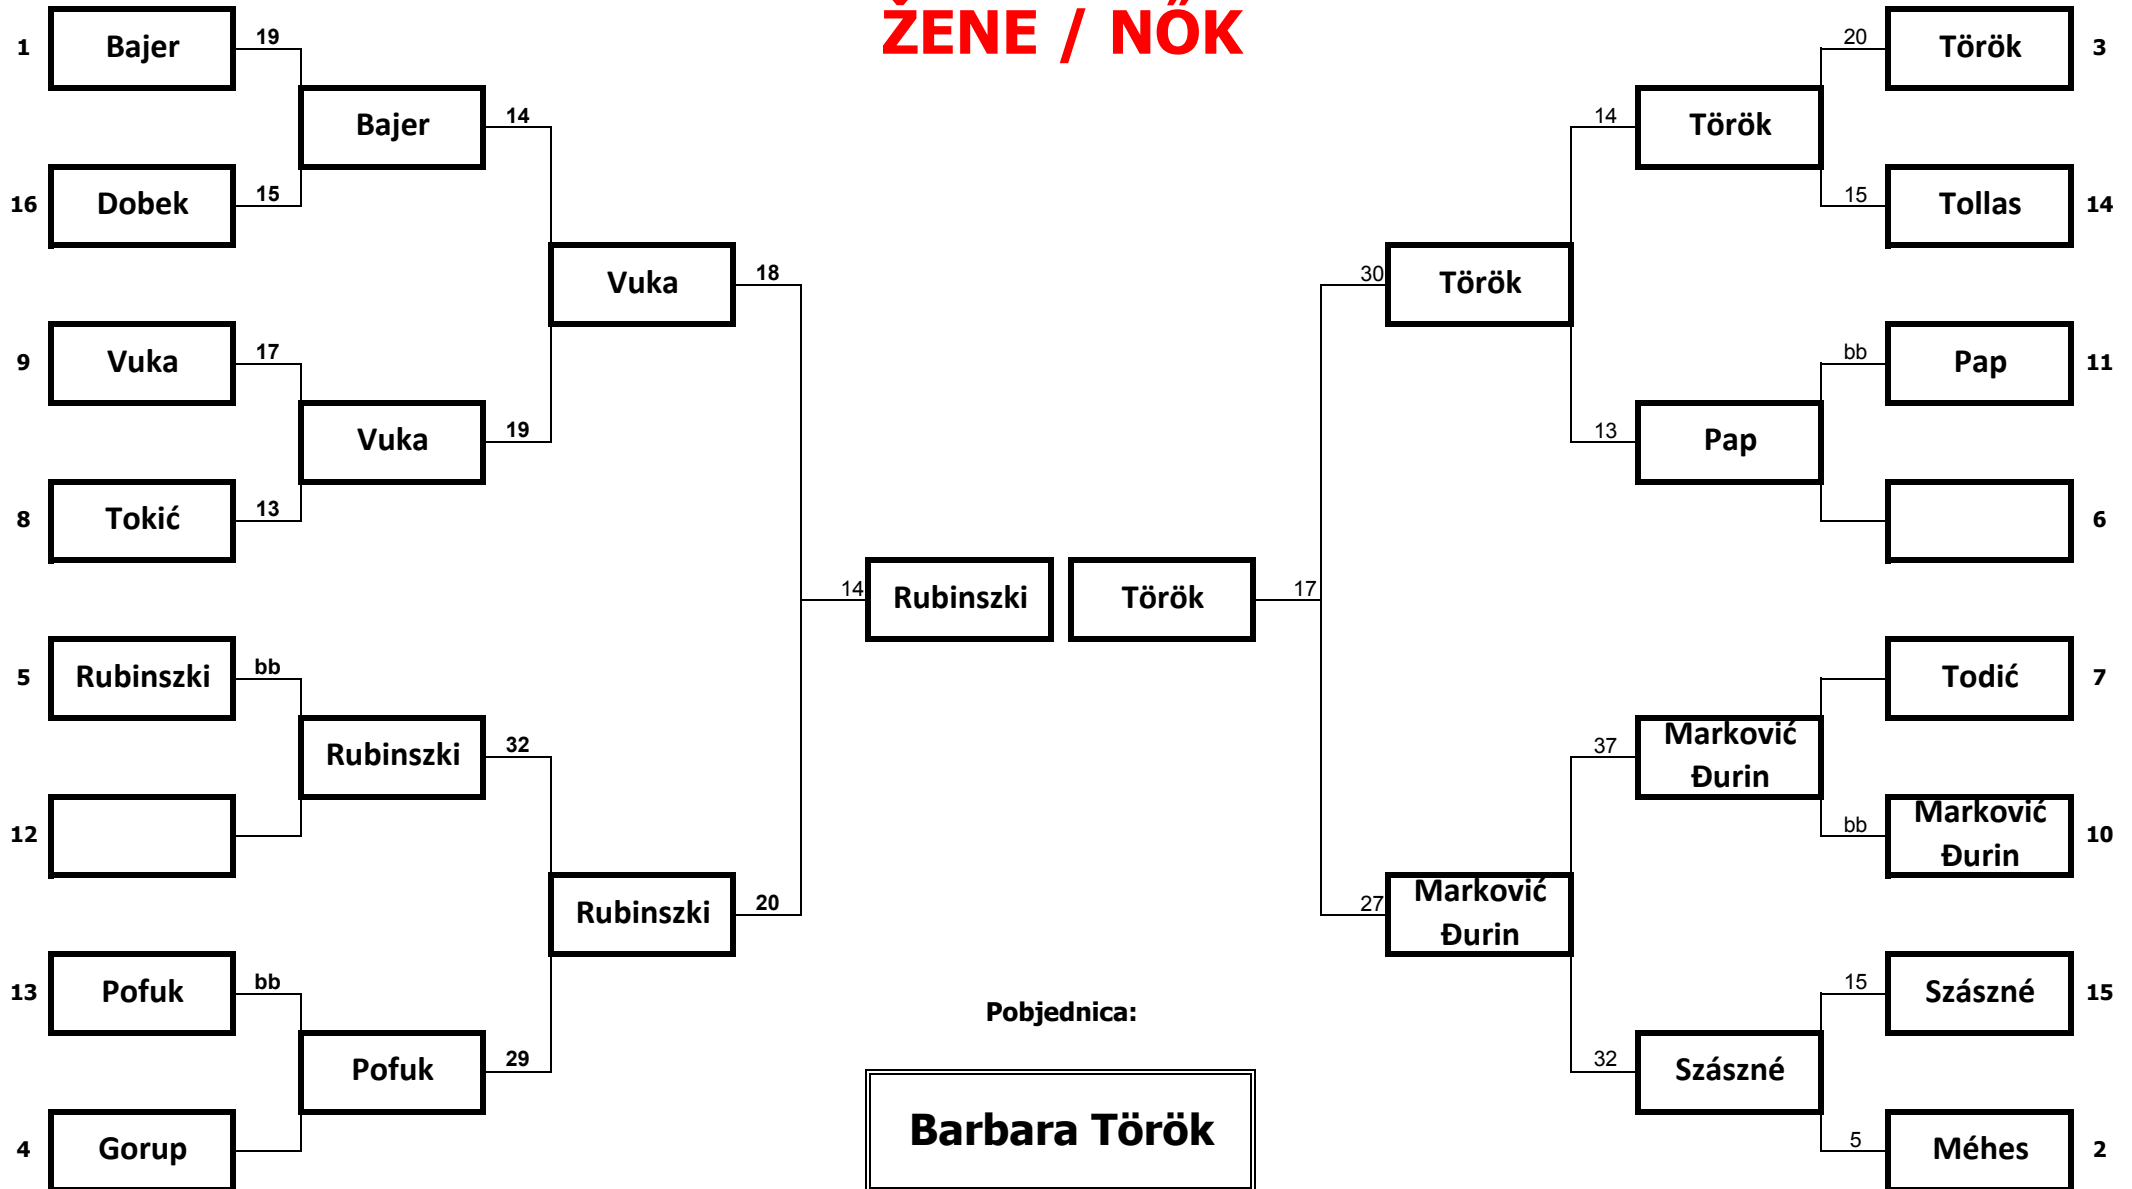 ŽENE / NŐK
1 Bajer 19
Bajer 14
16 Dobek 15
Vuka 18
9 Vuka 17
Vuka 19
8 Tokić 13
14 Rubinszki
5 Rubinszki bb
Rubinszki 32
12
Rubinszki 20
13 Pofuk bb
Pofuk 29
4 Gorup
20 Török 3
14 Török
15 Tollas 14
30 Török
bb Pap 11
13 Pap
6
Török 17
Todić 7
37 Marković
Đurin
bb Marković
Đurin 10
27 Marković
Đurin
15 Szászné 15
32 Szászné
5 Méhes 2
Pobjednica:
Barbara Török